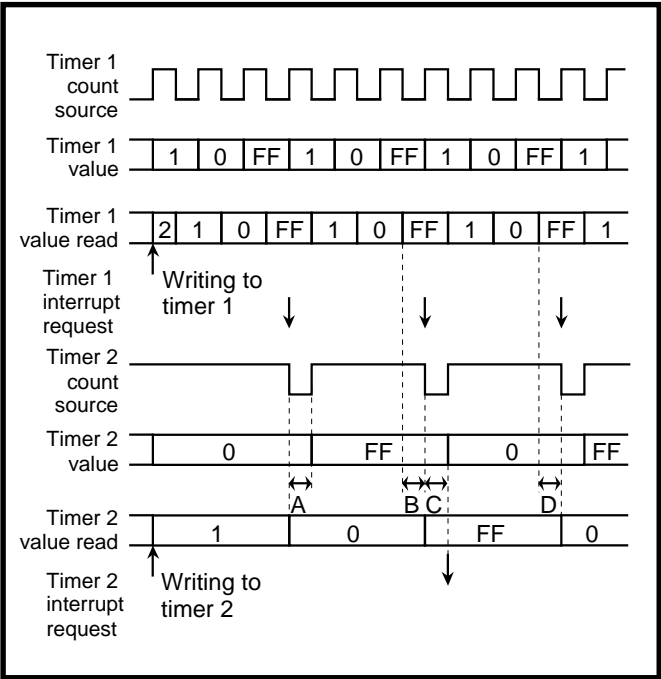 Timer 1
count
source
Timer 1
value
1 0 FF 1 0 FF 1 0 FF 1
Timer 1
value read
2 1 0 FF 1 0 FF 1 0 FF 1
Writing to
timer 1
Timer 1
interrupt
request
Timer 2
count
source
Timer 2
value
0 FF 0 FF
A B C D
Timer 2
value read
1 0 FF 0
Writing to
timer 2
Timer 2
interrupt
request